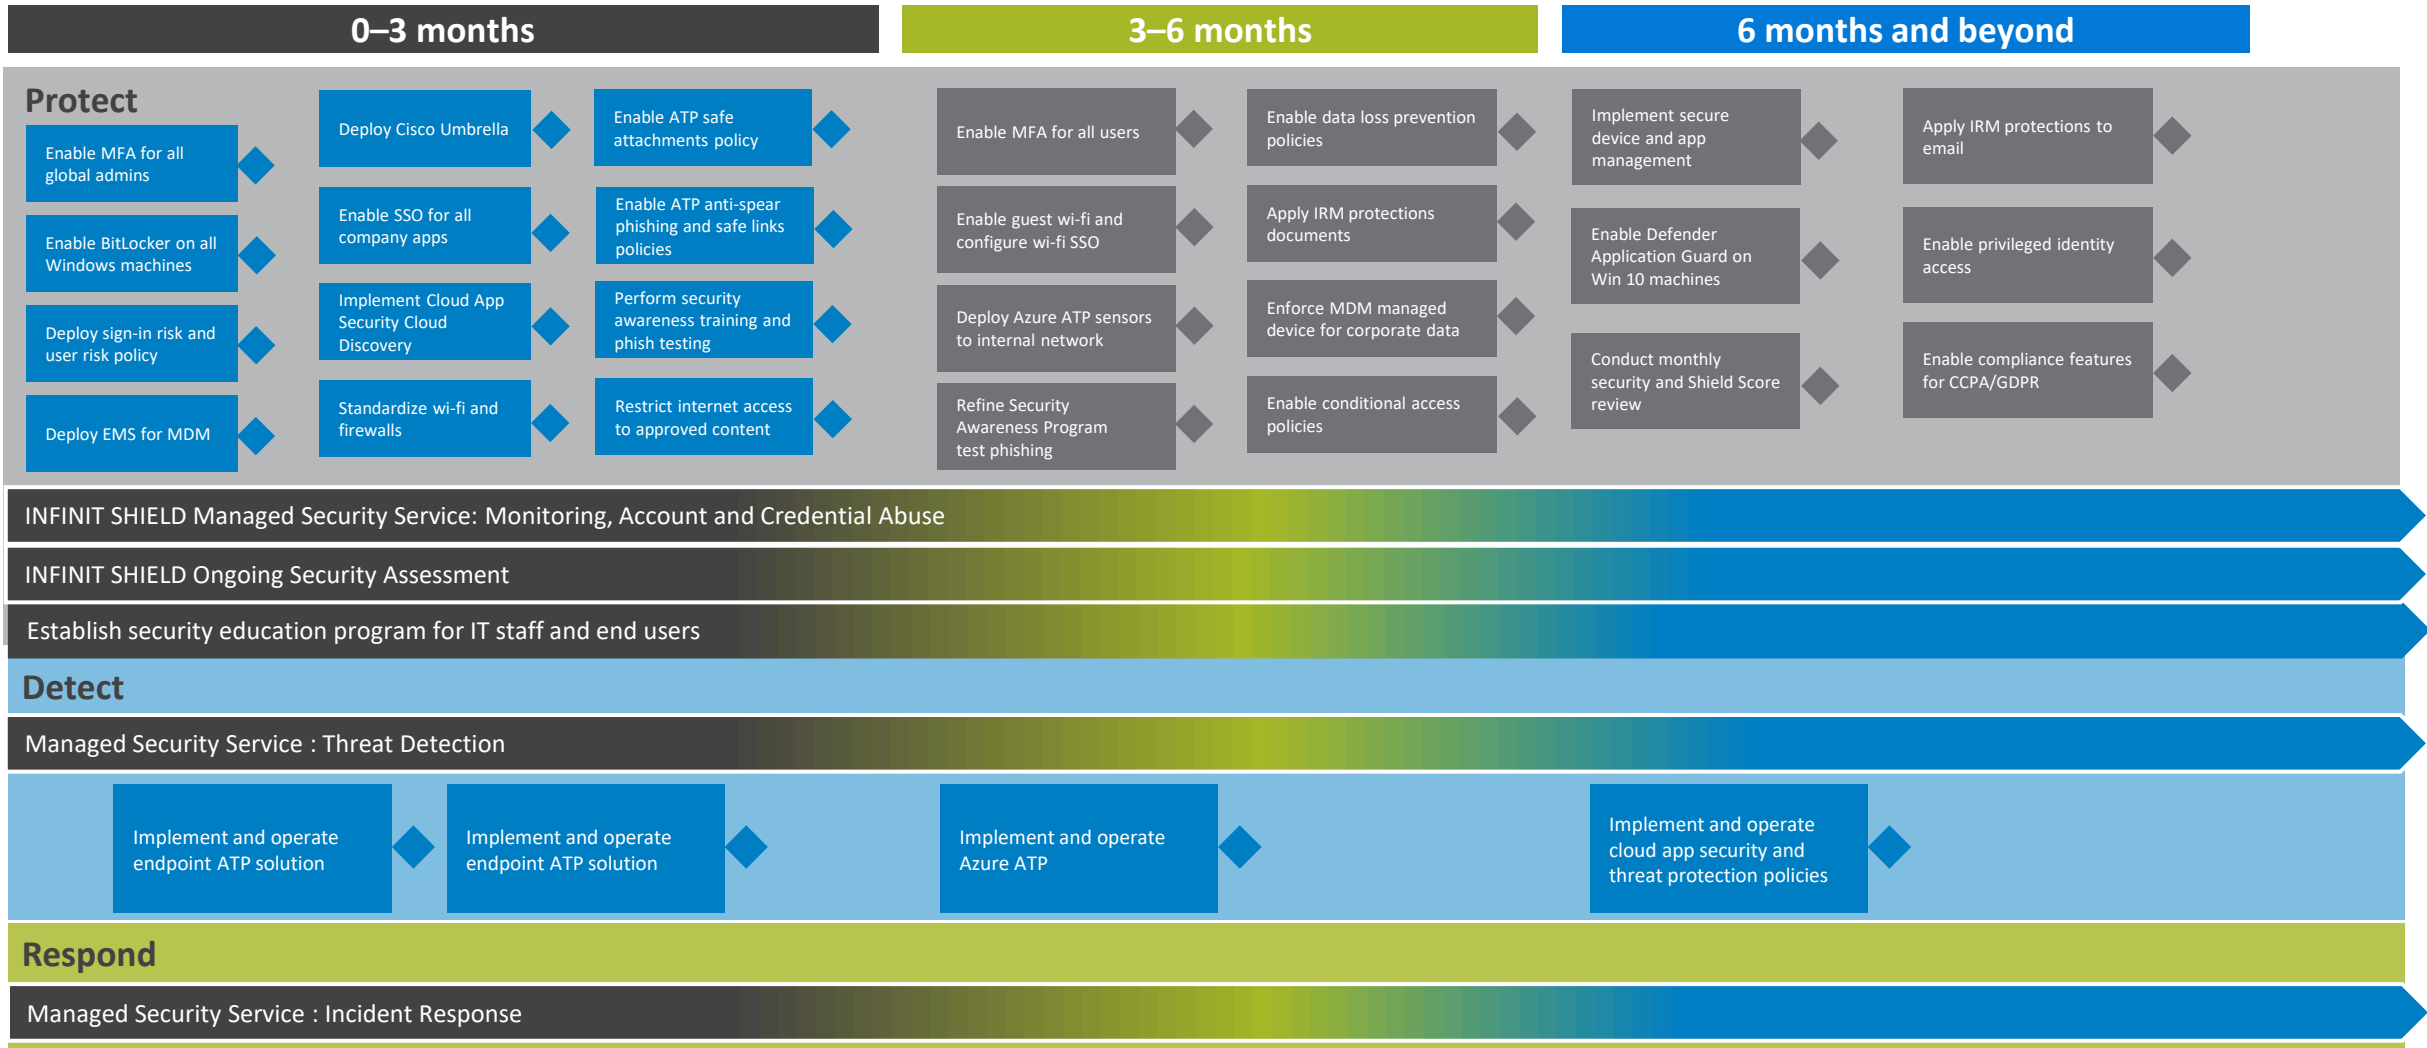 0–3 months
3–6 months
6 months and beyond
Protect
Enable MFA for all
global admins
Enable BitLocker on all
Windows machines
Deploy sign-in risk and
user risk policy
Deploy EMS for MDM
Deploy Cisco Umbrella
Enable SSO for all
company apps
Implement Cloud App
Security Cloud
Discovery
Standardize wi-fi and
firewalls
Enable ATP safe
attachments policy
Enable ATP anti-spear
phishing and safe links
policies
Perform security
awareness training and
phish testing
Restrict internet access
to approved content
Enable MFA for all users
Enable guest wi-fi and
configure wi-fi SSO
Deploy Azure ATP sensors
to internal network
Refine Security
Awareness Program
test phishing
Enable data loss prevention
policies
Apply IRM protections
documents
Enforce MDM managed
device for corporate data
Enable conditional access
policies
Implement secure
device and app
management
Enable Defender
Application Guard on
Win 10 machines
Conduct monthly
security and Shield Score
review
Apply IRM protections to
email
Enable privileged identity
access
Enable compliance features
for CCPA/GDPR
INFINIT SHIELD Managed Security Service: Monitoring, Account and Credential Abuse
INFINIT SHIELD Ongoing Security Assessment
Establish security education program for IT staff and end users
Detect
Managed Security Service : Threat Detection
Implement and operate
endpoint ATP solution
Implement and operate
endpoint ATP solution
Implement and operate
Azure ATP
Implement and operate
cloud app security and
threat protection policies
Respond
Managed Security Service : Incident Response